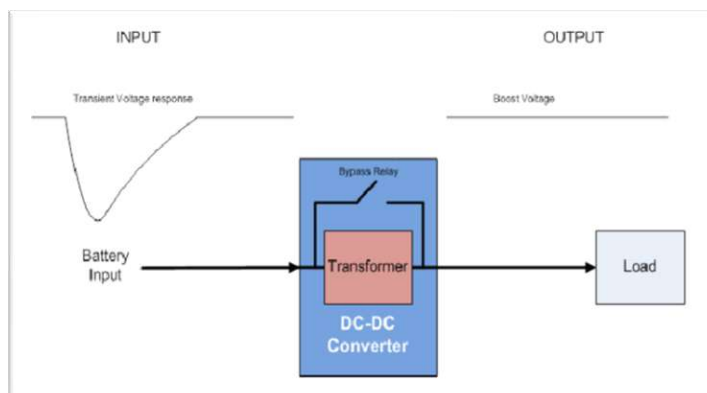 INPUT
OUTPUT
Transient Voltage response
Boost Voltage
Bypass Relay
Battery
Input
Transformer
Load
DC-DC
Converter